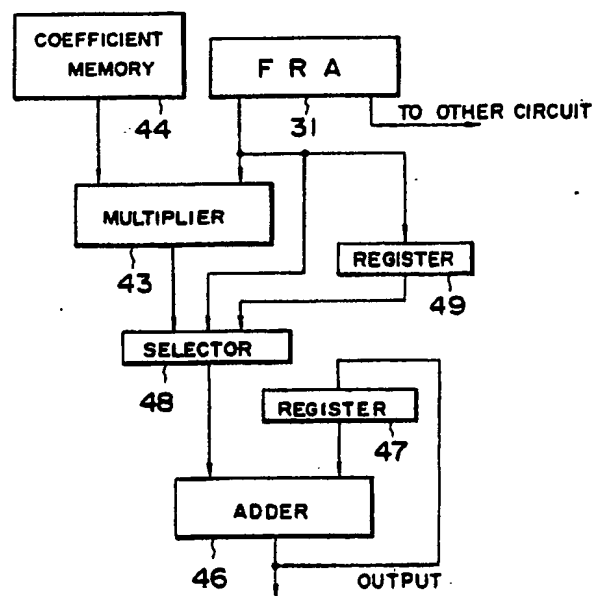 COEFFICIENT
MEMORY
44
F R A
31
TO OTHER CIRCUIT
MULTIPLIER
43
REGISTER
49
SELECTOR
48
REGISTER
47
ADDER
46
OUTPUT